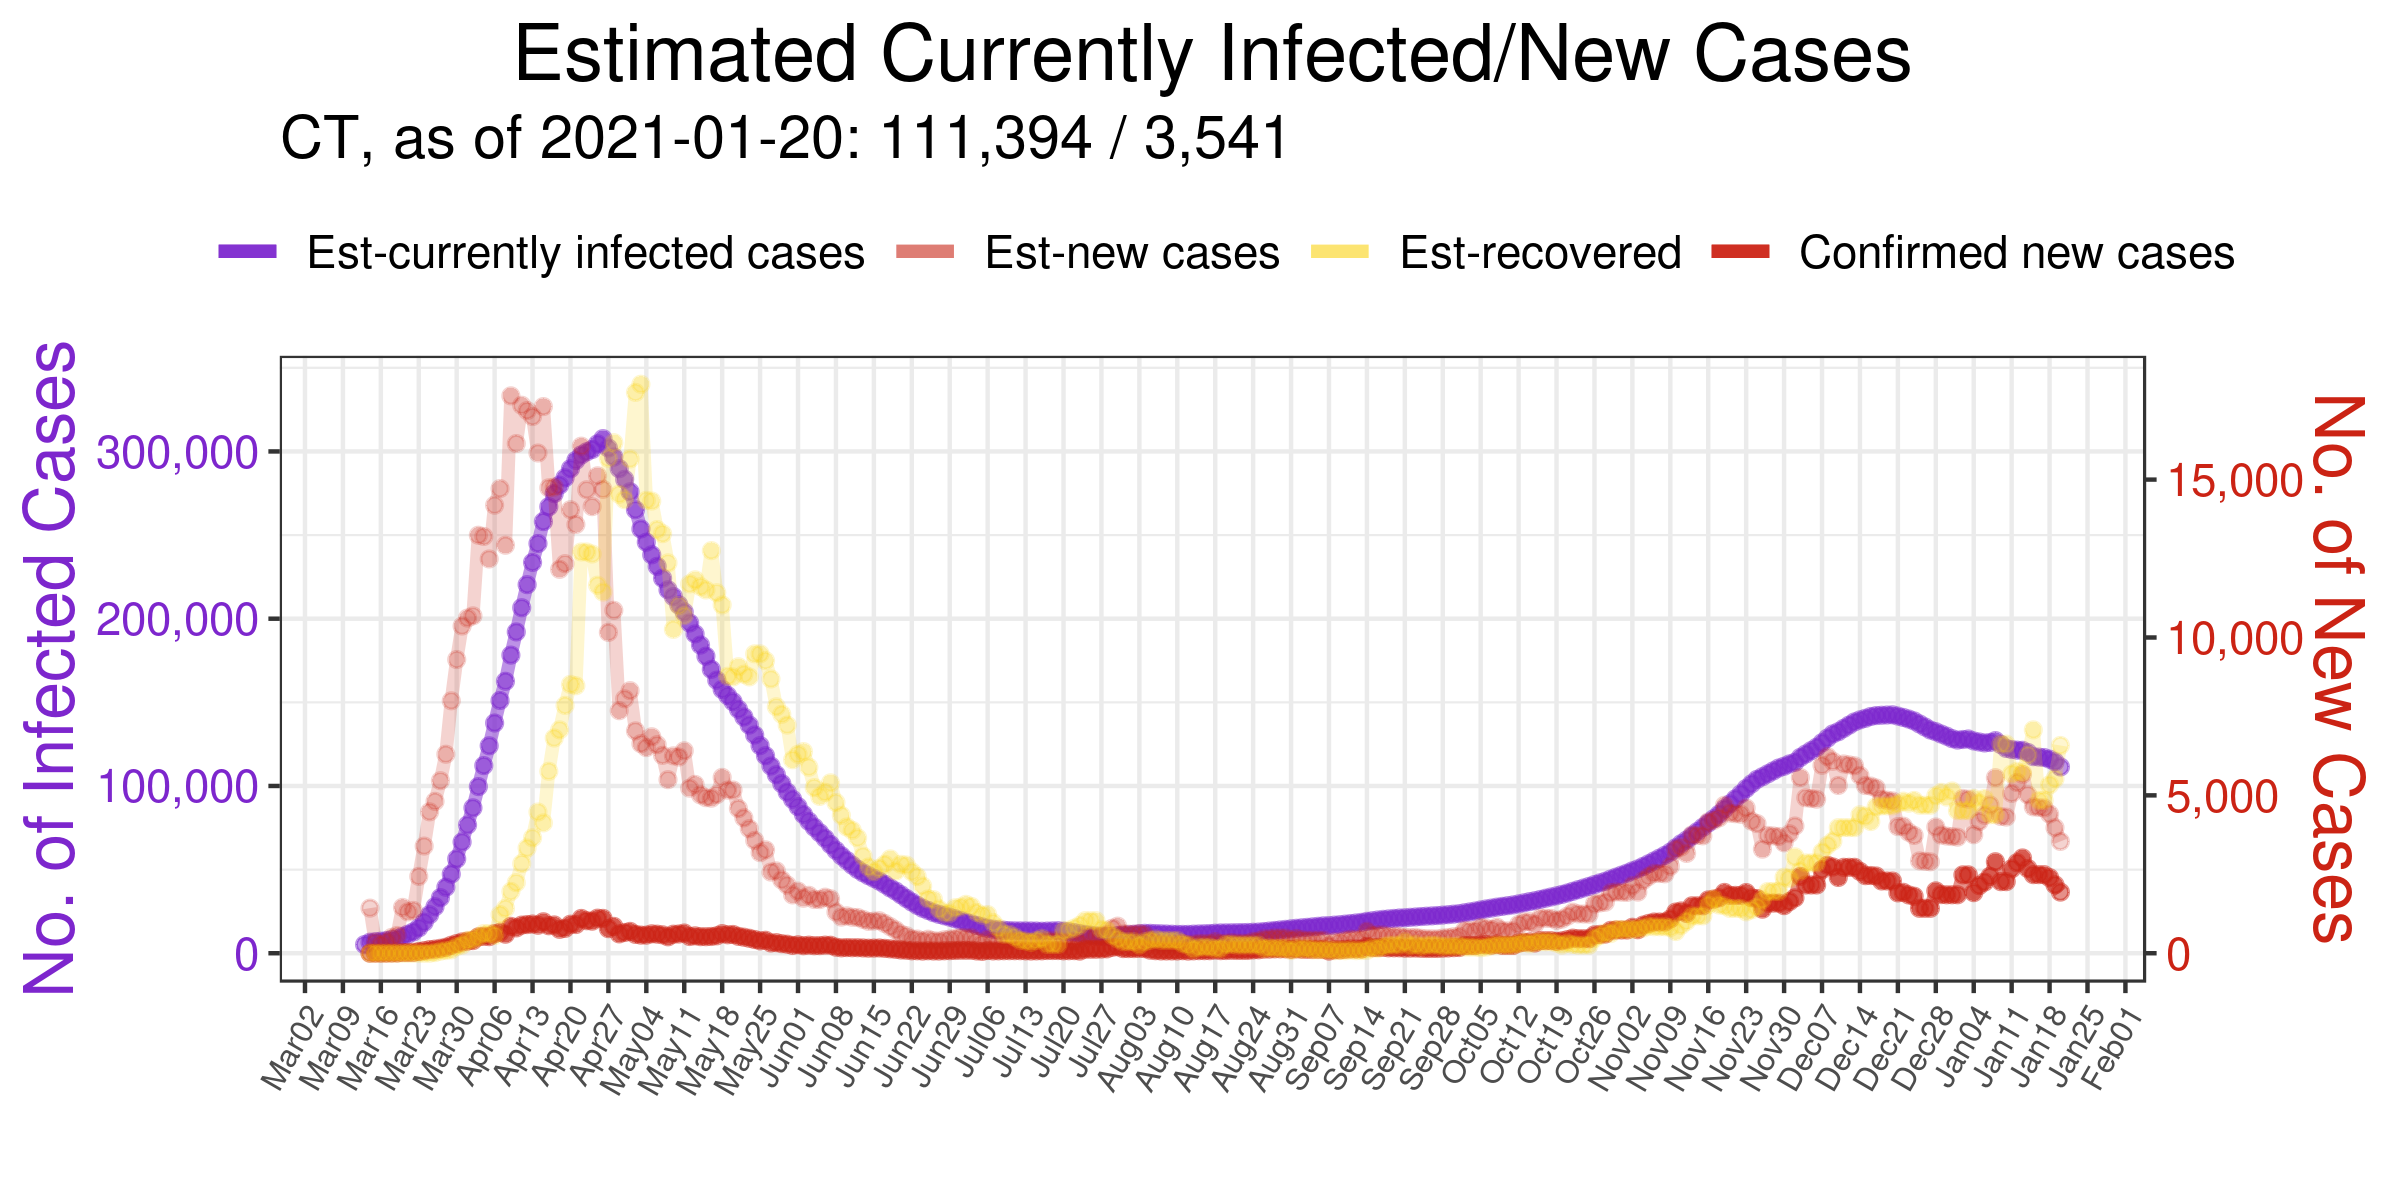 Estimated Currently Infected/New Cases
CT, as of 2021-01-20: 111,394 / 3,541
Est-currently infected cases Est-new cases Est-recovered Confirmed new cases
No. of Infected Cases
300,000
200,000
100,000
0
15,000
10,000
5,000
0
No. of New Cases
Mar02 Mar09 Mar16 Mar23 Mar30 Apr06 Apr13 Apr20 Apr27 May04 May11 May18 May25 Jun01 Jun08 Jun15 Jun22 Jun29 Jul06 Jul13 Jul20 Jul27 Aug03 Aug10 Aug17 Aug24 Aug31 Sep07 Sep14 Sep21 Sep28 Oct05 Oct12 Oct19 Oct26 Nov02 Nov09 Nov16 Nov23 Nov30 Dec07 Dec14 Dec21 Dec28 Jan04 Jan11 Jan18 Jan25 Feb01